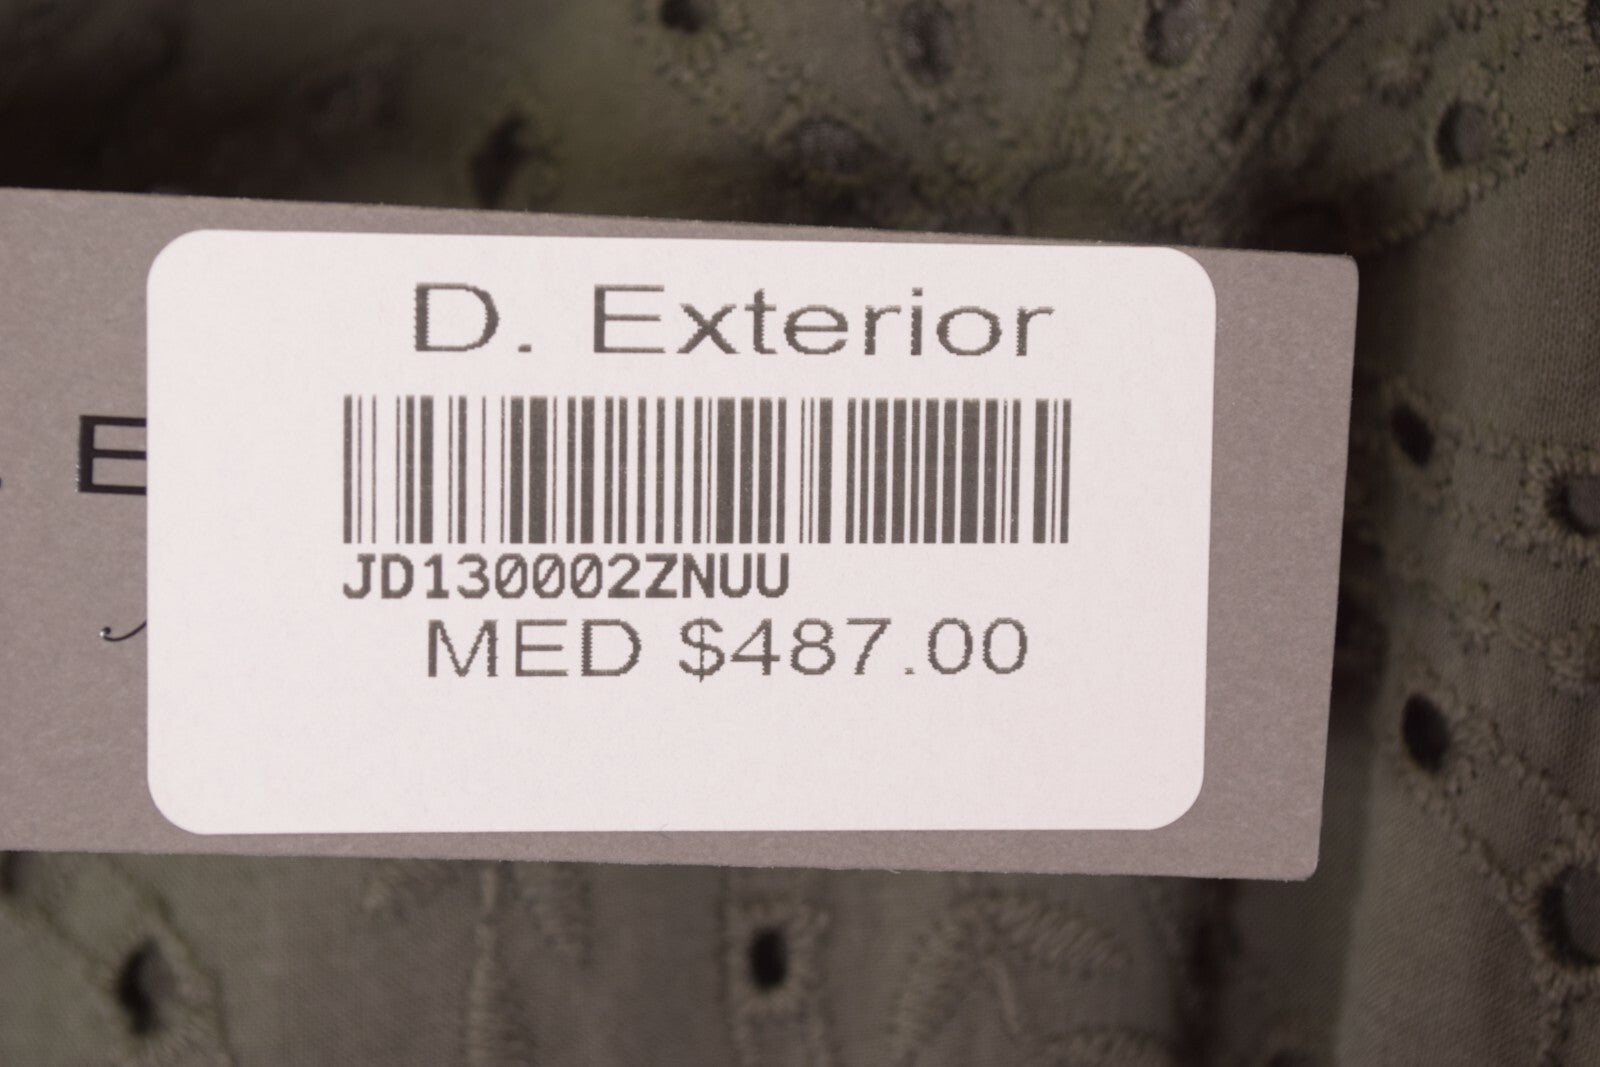 D. Exterior
JD130002ZNUU
MED $487.00
. E